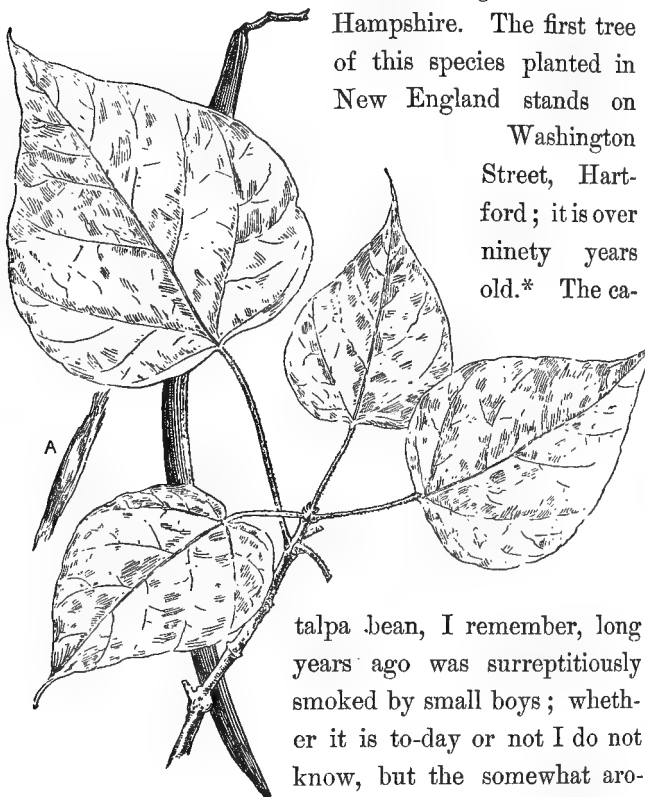 Hampshire. The first tree
of this species planted in
New England stands on
Washington
Street, Hart-
ford; it is over
ninety years
old.* The ca-
A
talpa bean, I remember, long
years ago was surreptitiously
smoked by small boys; wheth-
er it is to-day or not I do not
know, but the somewhat aro-